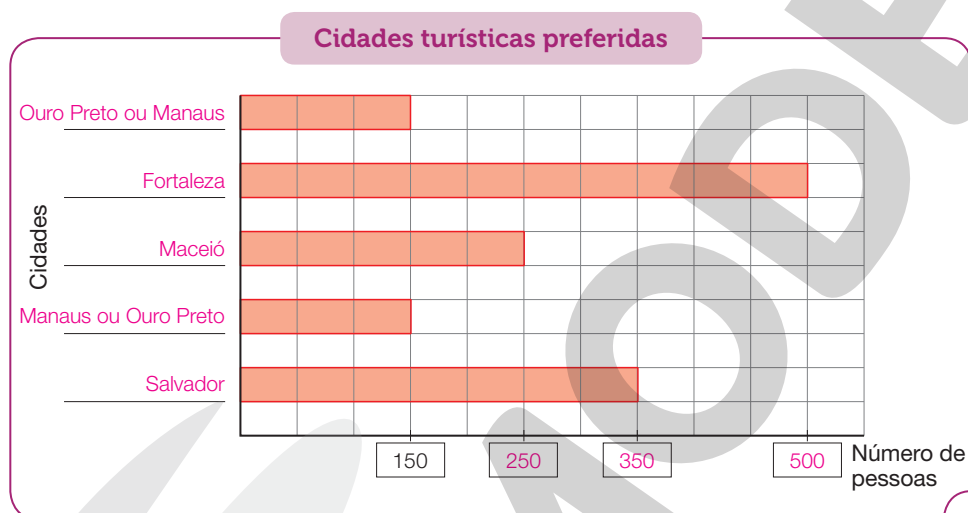 Cidades turísticas preferidas
Ouro Preto ou Manaus
Fortaleza
Maceió
Manaus ou Ouro Preto
Salvador
Cidades
150 250 350 500
Número de
pessoas